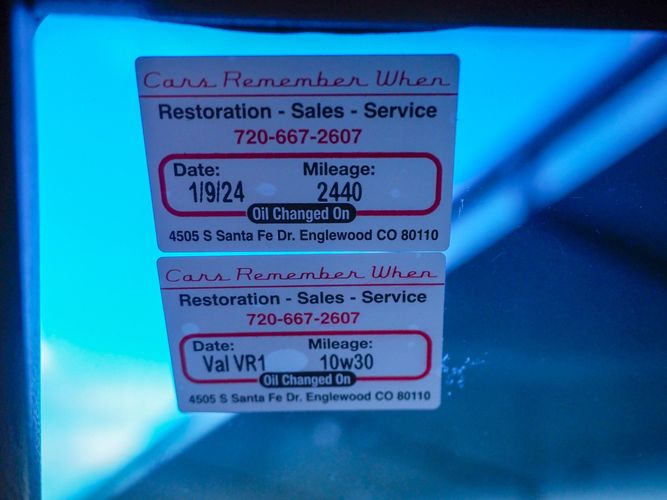 Cars Remember When
Restoration - Sales - Service
720-667-2607
Date: Mileage:
1/9/24 2440
Oil Changed On
4505 S Santa Fe Dr. Englewood CO 80110
Cars Remember When
Restoration - Sales - Service
720-667-2607
Date: Mileage:
Val VR1 10w30
Oil Changed On
4505 S Santa Fe Dr. Englewood CO 80110